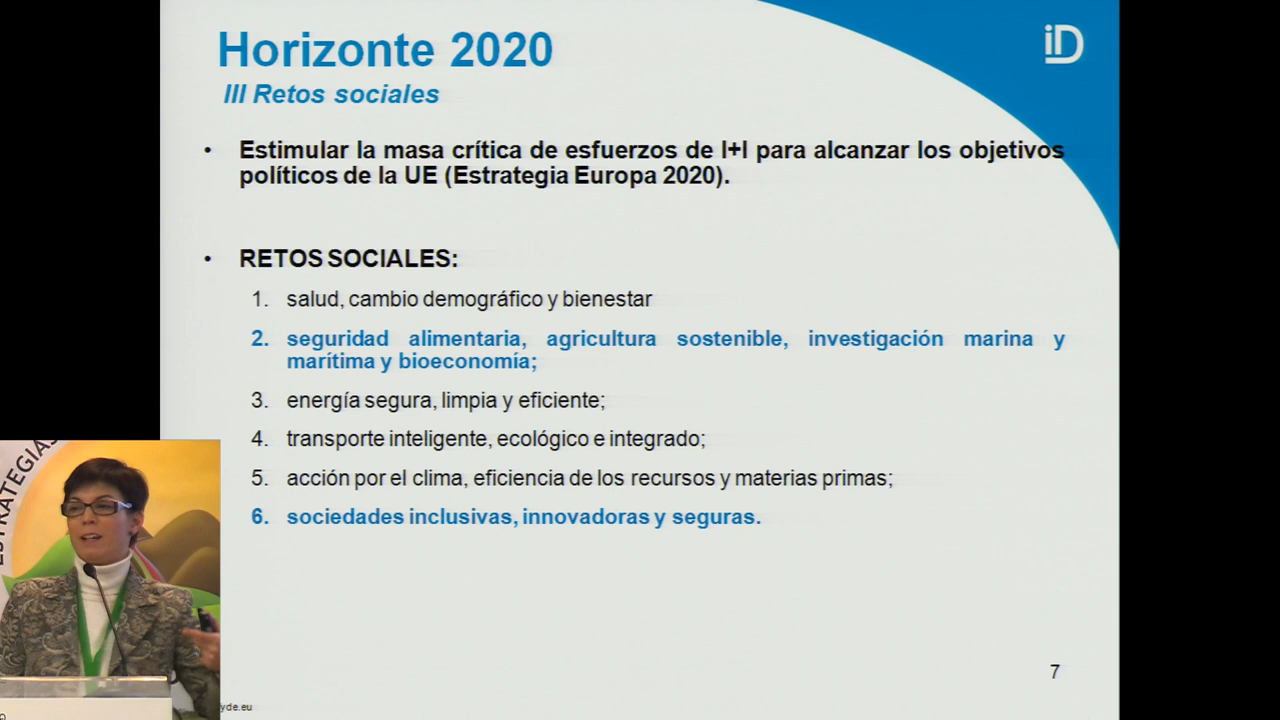 Horizonte 2020
iD
III Retos sociales
• Estimular la masa crítica de esfuerzos de I+I para alcanzar los objetivos
políticos de la UE (Estrategia Europa 2020).
• RETOS SOCIALES:
1. salud, cambio demográfico y bienestar
2. seguridad alimentaria, agricultura sostenible, investigación marina y
marítima y bioeconomía;
3. energía segura, limpia y eficiente;
4. transporte inteligente, ecológico e integrado;
5. acción por el clima, eficiencia de los recursos y materias primas;
6. sociedades inclusivas, innovadoras y seguras.
ESTRATEGIAS
7
yde.eu